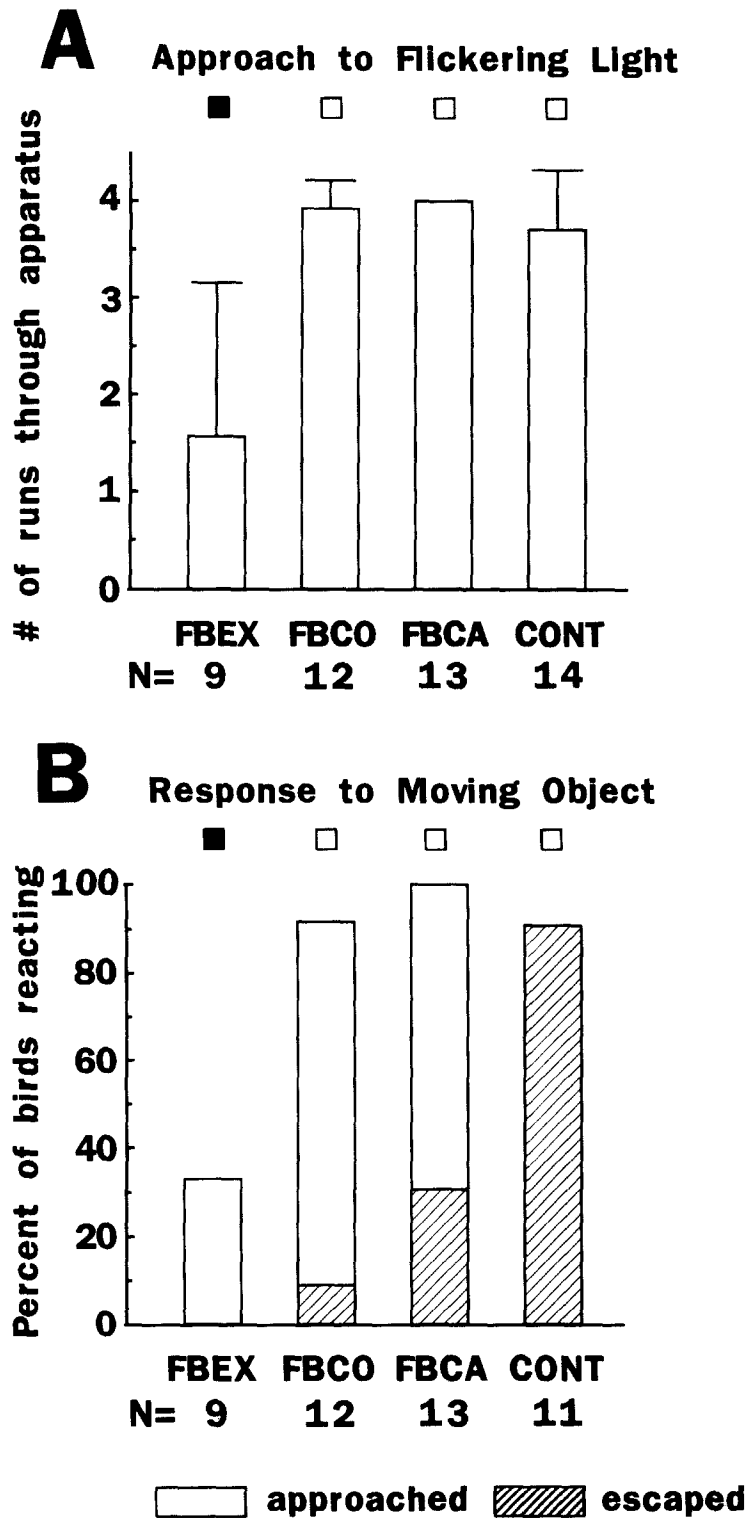 A Approach to Flickering Light
# of runs through apparatus
4
3
2
1
0
FBEX FBCO FBCA CONT
N= 9 12 13 14
B Response to Moving Object
Percent of birds reacting
100
80
60
40
20
0
FBEX FBCO FBCA CONT
N= 9 12 13 11
approached escaped